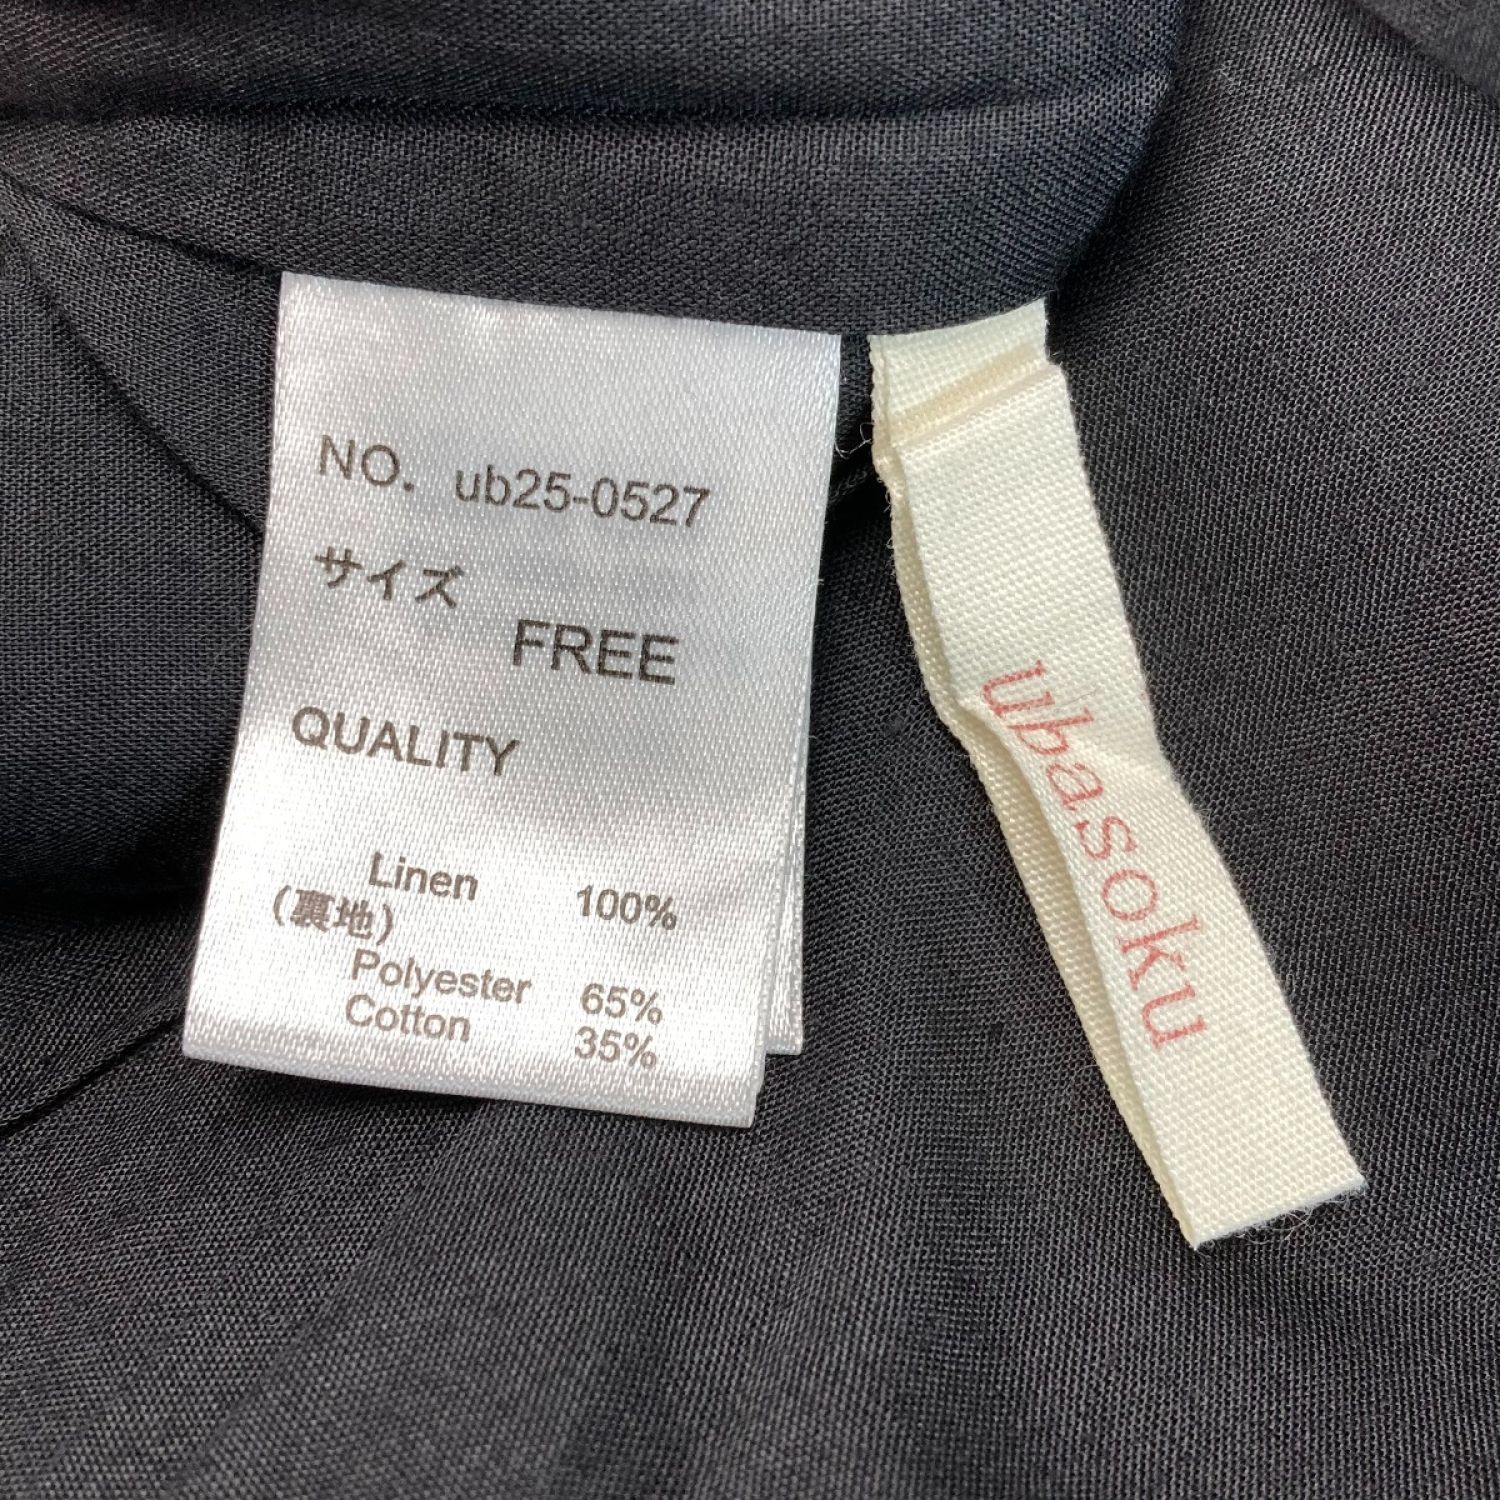 NO. ub25-0527
サイズ
FREE
QUALITY
Linen 100%
(裏地)
Polyester 65%
Cotton 35%
ubasoku